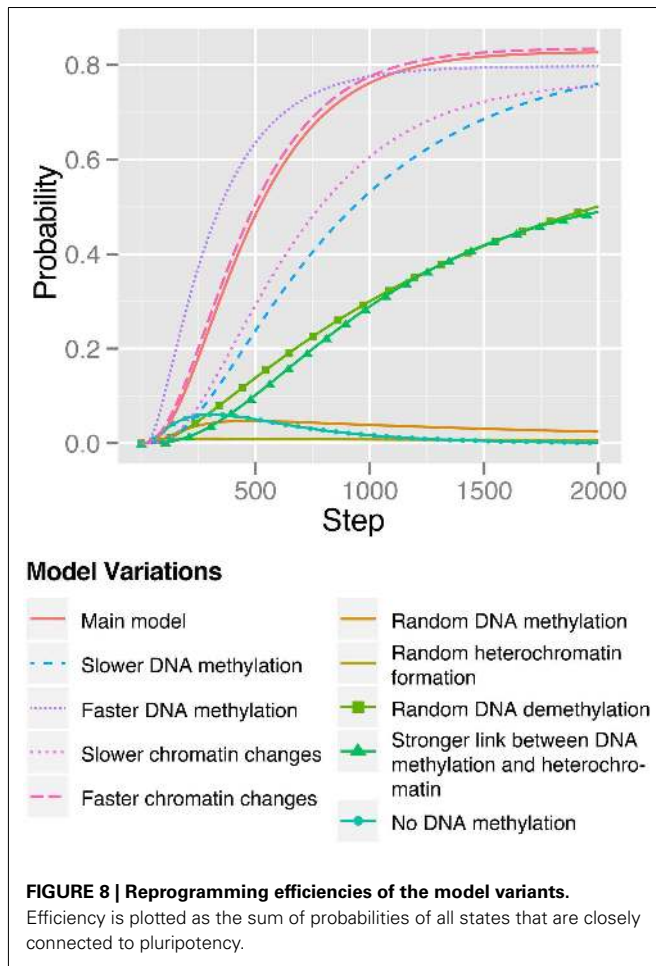 0.8
0.6
0.4
0.2
0.0
Probability
500
1000
1500
2000
Step
Model Variations
Main model
Slower DNA methylation
Faster DNA methylation
Slower chromatin changes
Faster chromatin changes
Random DNA methylation
Random heterochromatin
formation
Random DNA demethylation
Stronger link between DNA
methylation and heterochro-
matin
No DNA methylation
FIGURE 8 | Reprogramming efficiencies of the model variants.
Efficiency is plotted as the sum of probabilities of all states that are closely
connected to pluripotency.